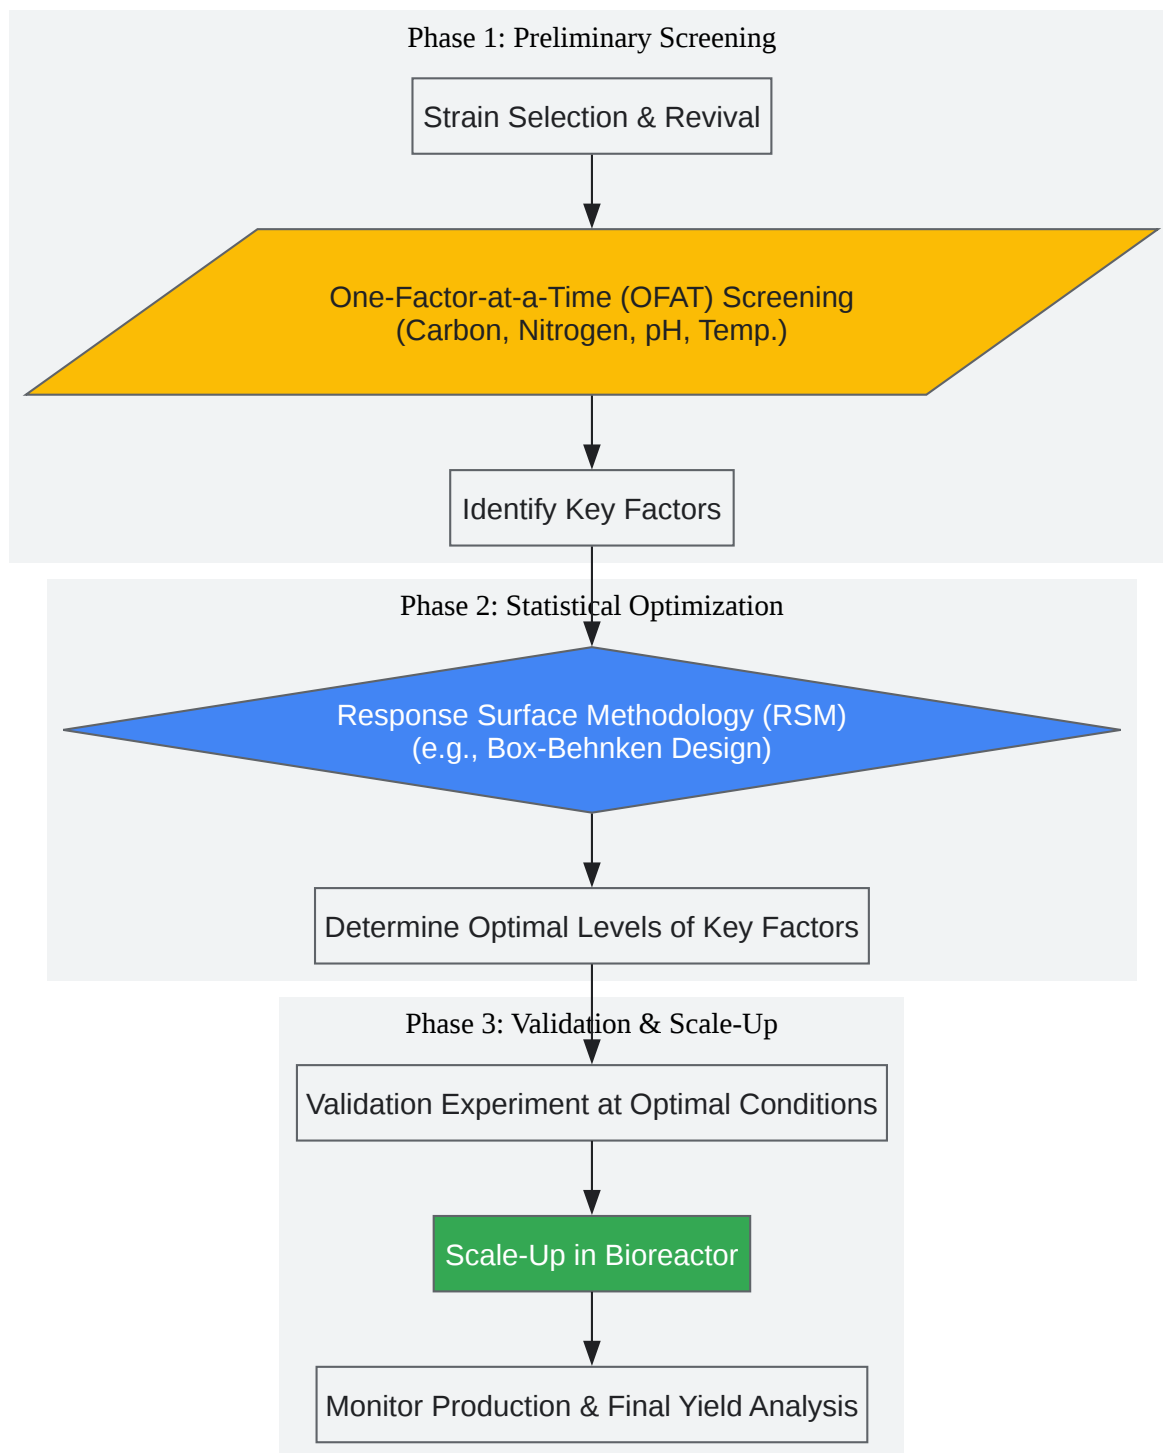 Phase 1: Preliminary Screening
Strain Selection & Revival
One-Factor-at-a-Time (OFAT) Screening
(Carbon, Nitrogen, pH, Temp.)
Identify Key Factors
Phase 2: Statistical Optimization
Response Surface Methodology (RSM)
(e.g., Box-Behnken Design)
Determine Optimal Levels of Key Factors
Phase 3: Validation & Scale-Up
Validation Experiment at Optimal Conditions
Scale-Up in Bioreactor
Monitor Production & Final Yield Analysis